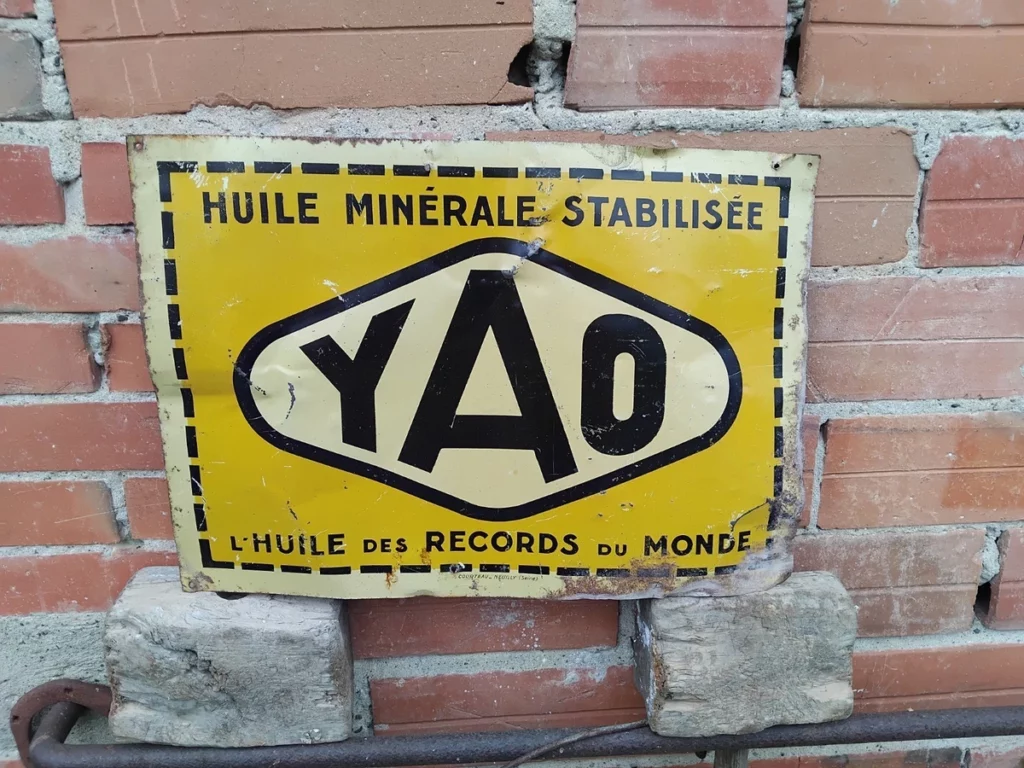 HUILE MINÉRALE STABILISÉE
YAO
L'HUILE DES RECORDS DU MONDE